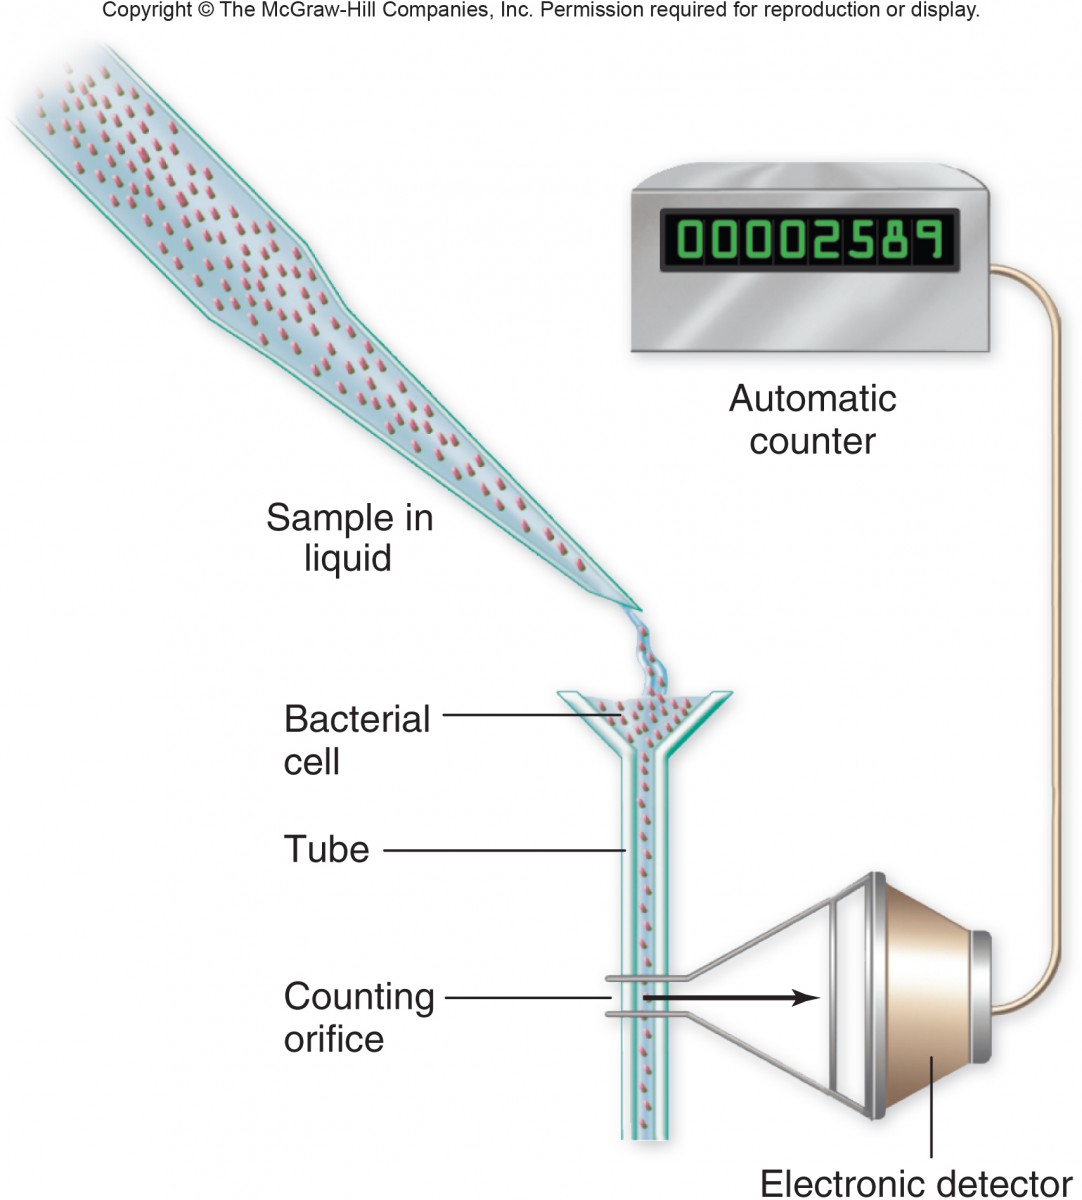 Copyright © The McGraw-Hill Companies, Inc. Permission required for reproduction or display.
00002589
Automatic
counter
Sample in
liquid
Bacterial
cell
Tube
Counting
orifice
Electronic detector